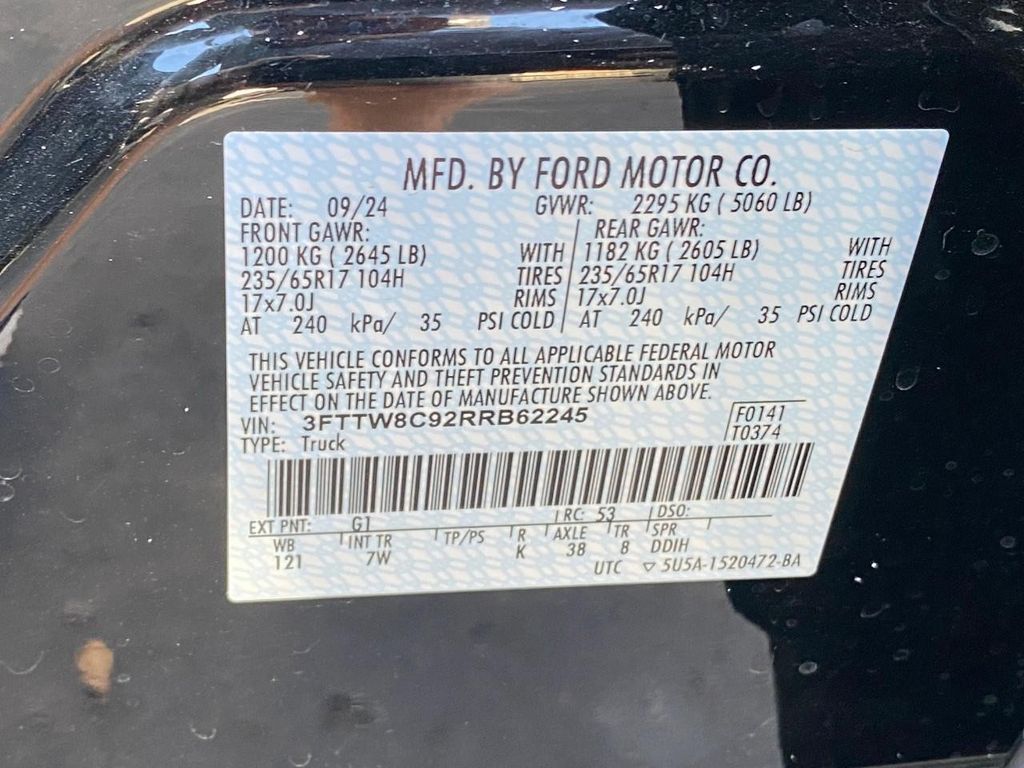 MFD. BY FORD MOTOR CO.
DATE: 09/24 GVWR: 2295 KG ( 5060 LB)
FRONT GAWR: REAR GAWR:
1200 KG ( 2645 LB) WITH 1182 KG ( 2605 LB) WITH
235/65R17 104H TIRES 235/65R17 104H TIRES
17x7.0J RIMS 17x7.0J RIMS
AT 240 kPa/ 35 PSI COLD AT 240 kPa/ 35 PSI COLD
THIS VEHICLE CONFORMS TO ALL APPLICABLE FEDERAL MOTOR
VEHICLE SAFETY AND THEFT PREVENTION STANDARDS IN
EFFECT ON THE DATE OF MANUFACTURE SHOWN ABOVE.
VIN: 3FTTW8C92RRB62245 F0141
TYPE: Truck T0374
EXT PNT: G1 RC: 53 DSO:
WB INT TR TP/PS R AXLE TR SPR
121 7W K 38 8 DDIH
UTC ▽ 5U5A-1520472-BA